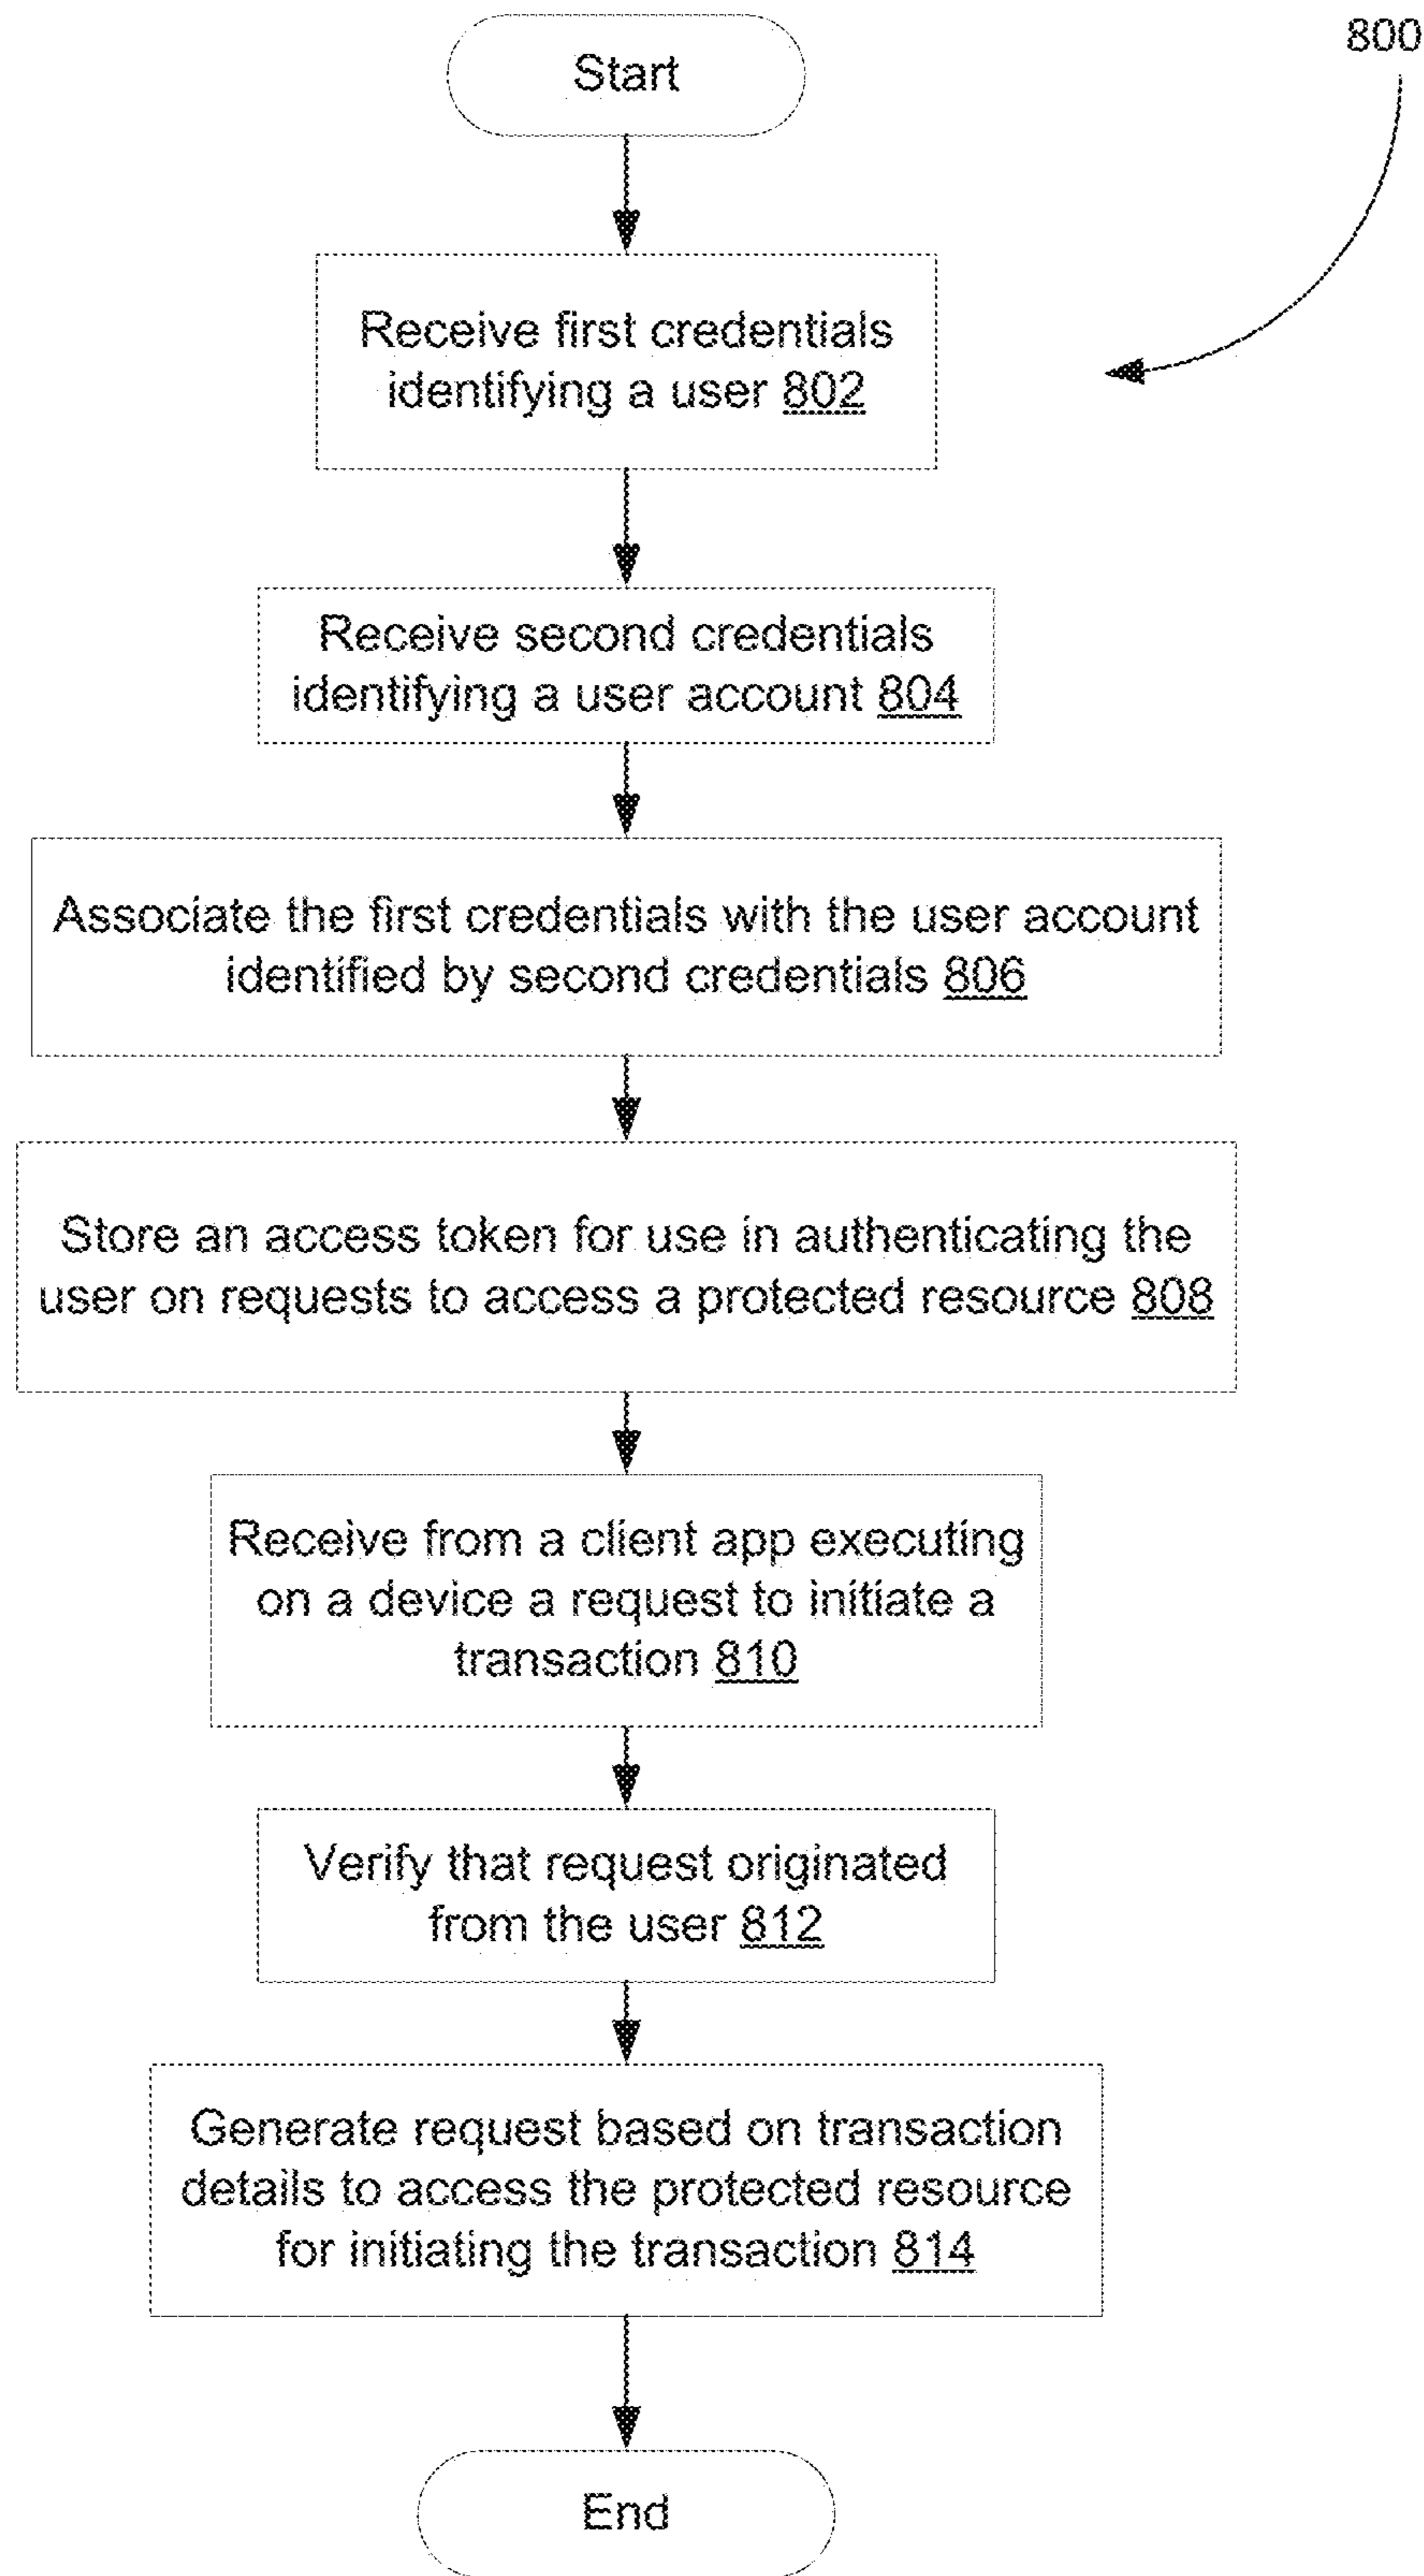 Start
800
Receive first credentials
identifying a user 802
Receive second credentials
identifying a user account 804
Associate the first credentials with the user account
identified by second credentials 806
Store an access token for use in authenticating the
user on requests to access a protected resource 808
Receive from a client app executing
on a device a request to initiate a
transaction 810
Verify that request originated
from the user 812
Generate request based on transaction
details to access the protected resource
for initiating the transaction 814
End